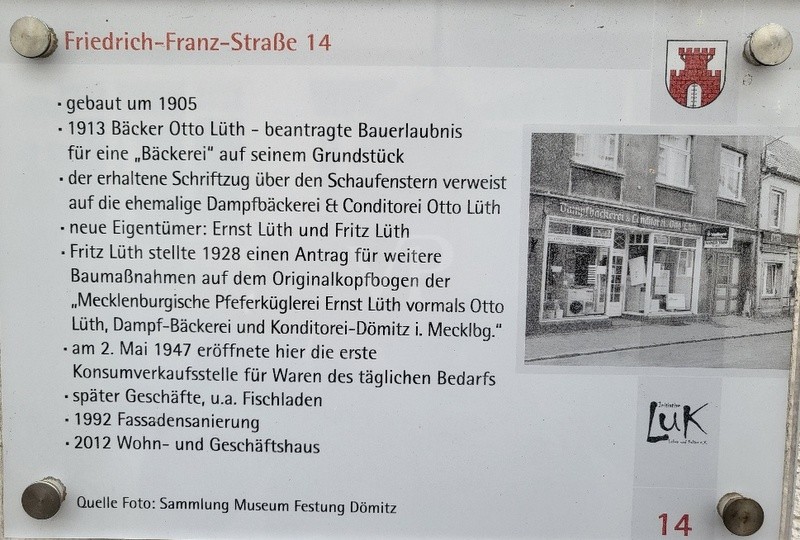 Friedrich-Franz-Straße 14
· gebaut um 1905
· 1913 Bäcker Otto Lüth - beantragte Bauerlaubnis
für eine „Bäckerei“ auf seinem Grundstück
· der erhaltene Schriftzug über den Schaufenstern verweist
auf die ehemalige Dampfbäckerei & Conditorei Otto Lüth
· neue Eigentümer: Ernst Lüth und Fritz Lüth
· Fritz Lüth stellte 1928 einen Antrag für weitere
Baumaßnahmen auf dem Originalkopfbogen der
„Mecklenburgische Pfeferküglerei Ernst Lüth vormals Otto
Lüth, Dampf-Bäckerei und Konditorei-Dömitz i. Mecklbg.“
· am 2. Mai 1947 eröffnete hier die erste
Konsumverkaufsstelle für Waren des täglichen Bedarfs
· später Geschäfte, u.a. Fischladen
· 1992 Fassadensanierung
· 2012 Wohn- und Geschäftshaus
Dampfbäckerei & Conditorei Otto Lüth
Initiative
LuK
Quelle Foto: Sammlung Museum Festung Dömitz
14